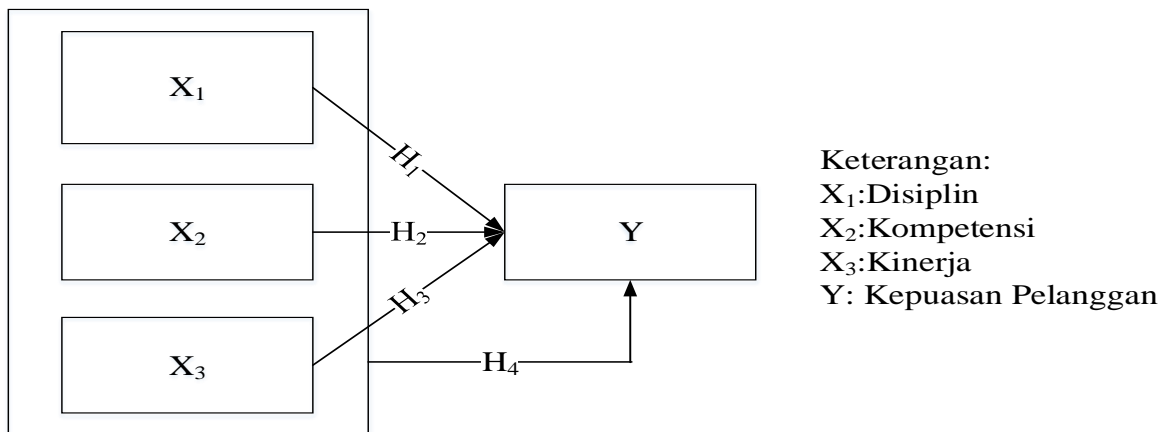 X₁
H₁
X₂
H₂
Y
H₃
X₃
H₄
Keterangan:
X₁:Disiplin
X₂:Kompetensi
X₃:Kinerja
Y: Kepuasan Pelanggan